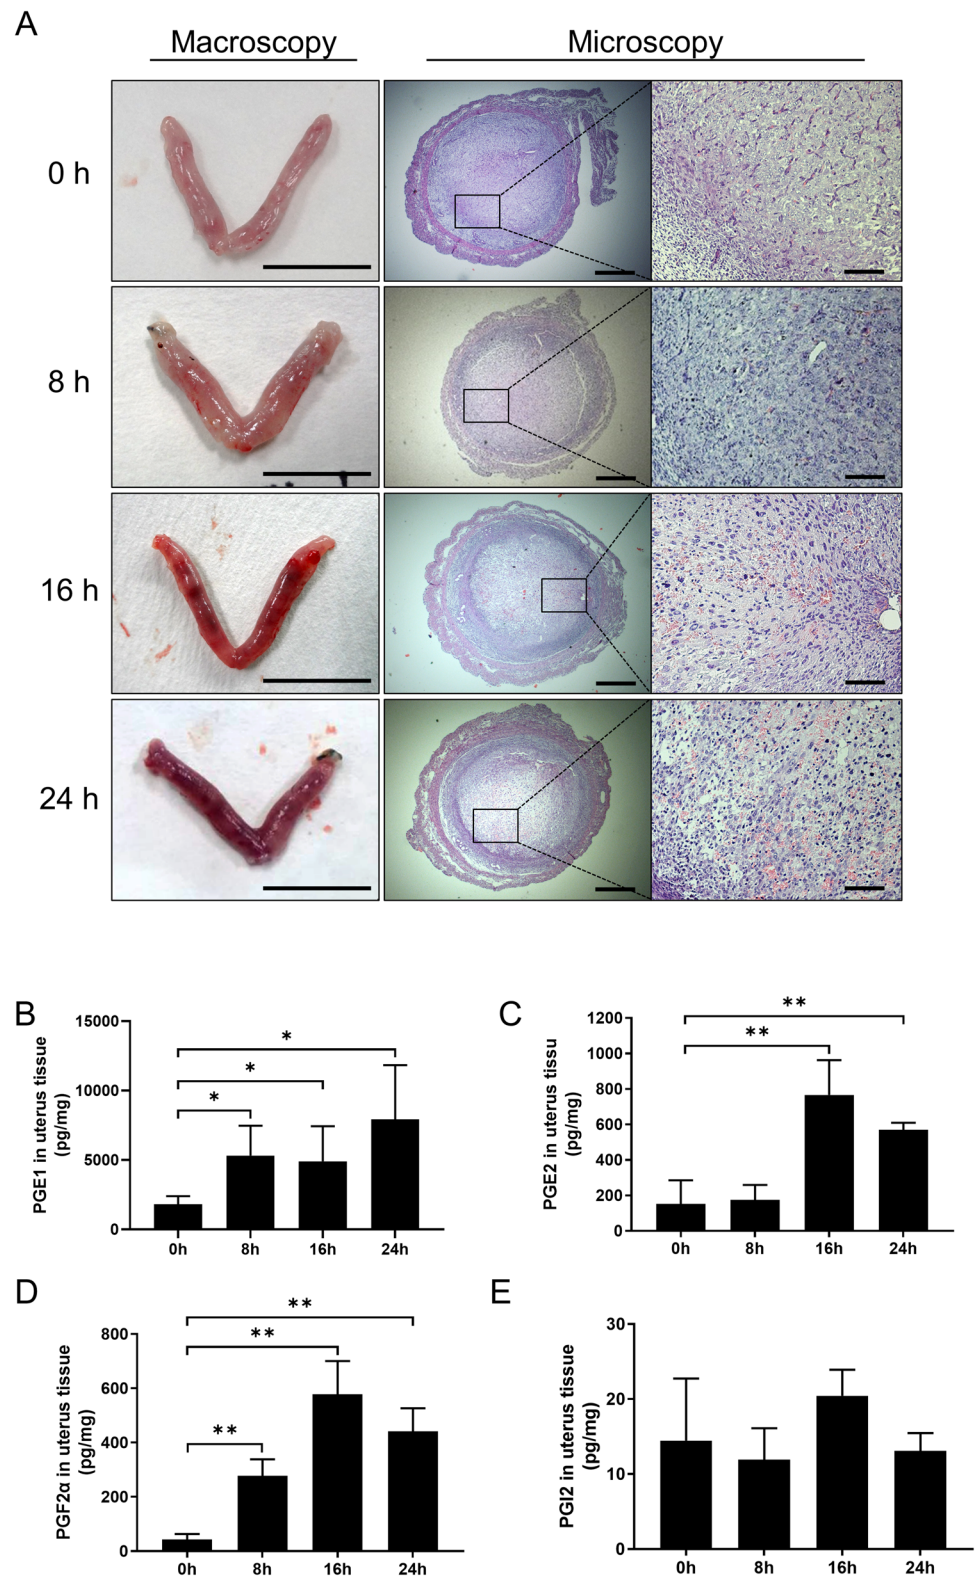 A
Macroscopy
Microscopy
0 h
8 h
16 h
24 h
B
PGE1 in uterus tissue
(pg/mg)
15000
10000
5000
0
*
*
*
0h 8h 16h 24h
C
PGE2 in uterus tissu
(pg/mg)
1200
1000
800
600
400
200
0
**
**
0h 8h 16h 24h
D
PGF2α in uterus tissue
(pg/mg)
800
600
400
200
0
**
**
**
0h 8h 16h 24h
E
PGI2 in uterus tissue
(pg/mg)
30
20
10
0
0h 8h 16h 24h